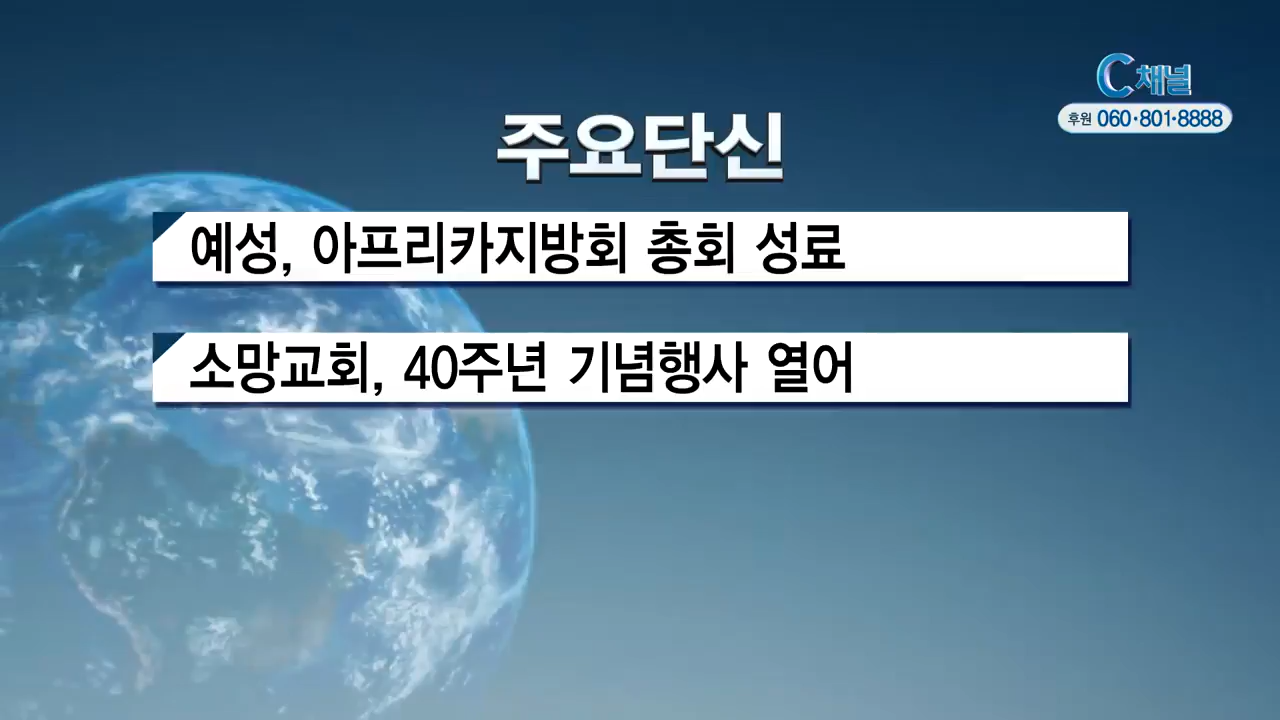 C채널
후원 060·801·8888
주요단신
예성, 아프리카지방회 총회 성료
소망교회, 40주년 기념행사 열어